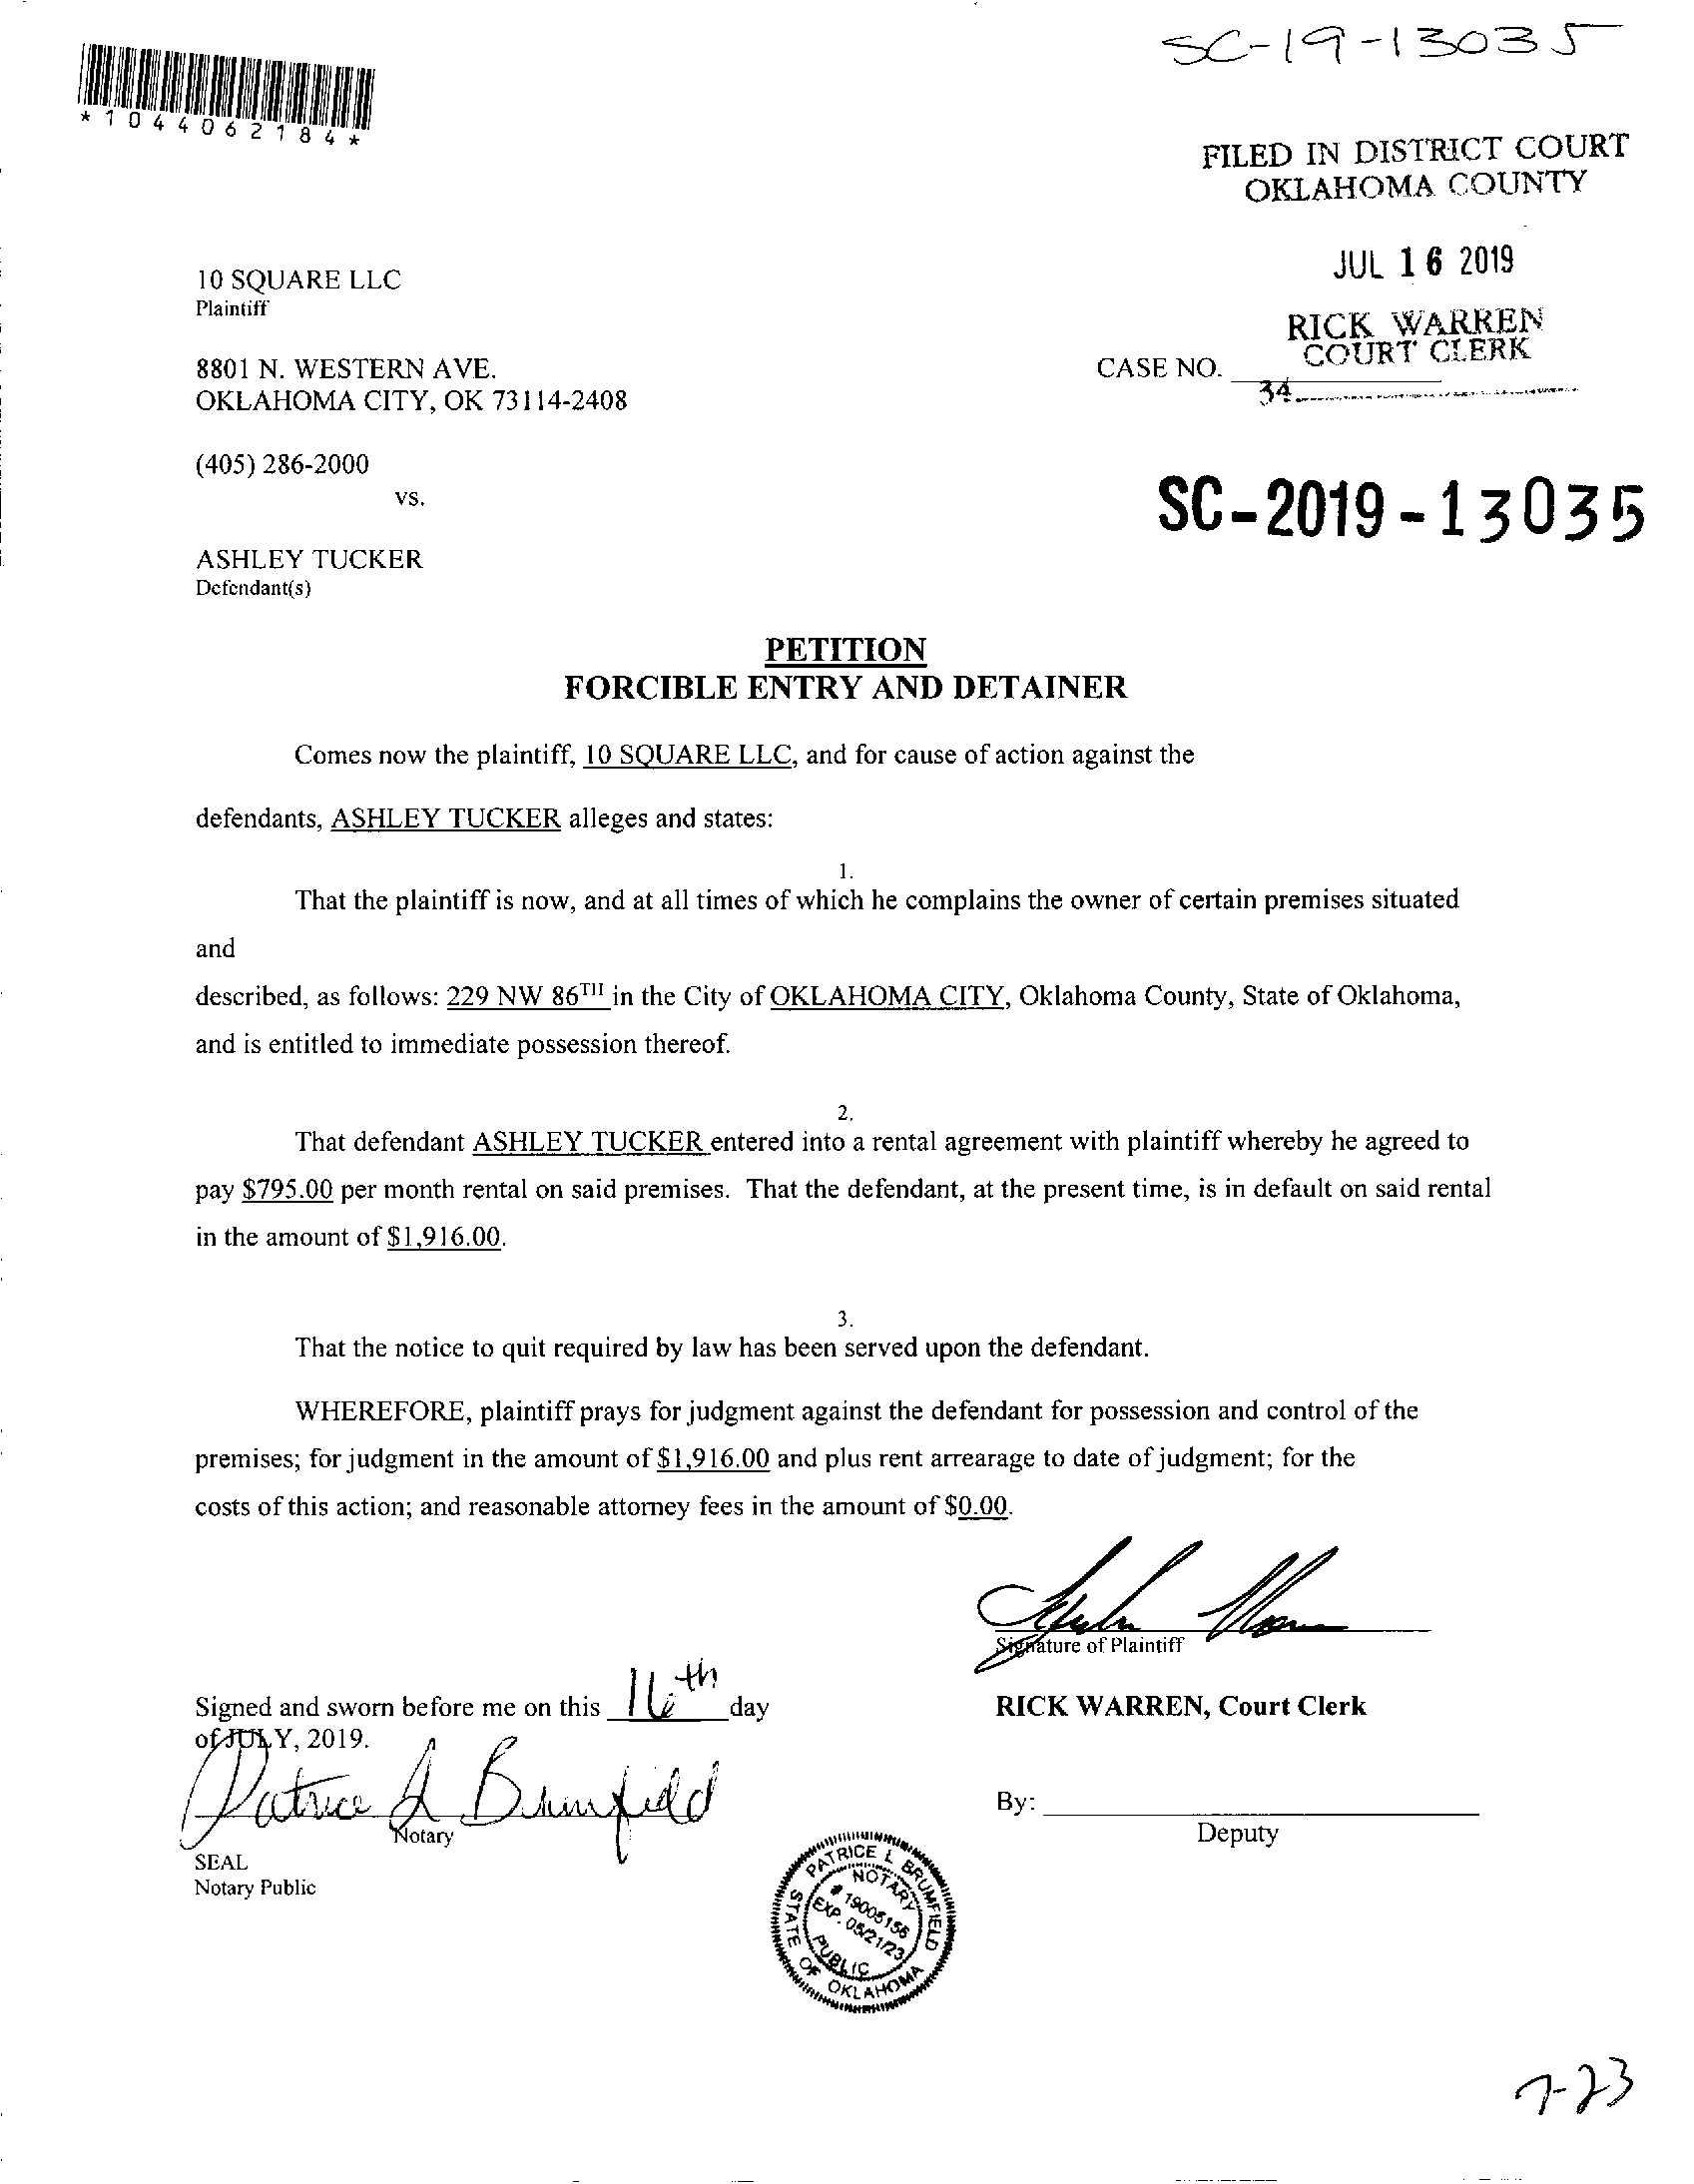 SC-19-13035
*1044062184*
FILED IN DISTRICT COURT
OKLAHOMA COUNTY
JUL 16 2019
RICK WARREN
COURT CLERK
34
10 SQUARE LLC
Plaintiff
8801 N. WESTERN AVE.
OKLAHOMA CITY, OK 73114-2408
CASE NO.
(405) 286-2000
vs.
SC-2019-13035
ASHLEY TUCKER
Defendant(s)
PETITION
FORCIBLE ENTRY AND DETAINER
Comes now the plaintiff, 10 SQUARE LLC, and for cause of action against the
defendants, ASHLEY TUCKER alleges and states:
1.
That the plaintiff is now, and at all times of which he complains the owner of certain premises situated
and
described, as follows: 229 NW 86TH in the City of OKLAHOMA CITY, Oklahoma County, State of Oklahoma,
and is entitled to immediate possession thereof.
2.
That defendant ASHLEY TUCKER entered into a rental agreement with plaintiff whereby he agreed to
pay $795.00 per month rental on said premises. That the defendant, at the present time, is in default on said rental
in the amount of $1,916.00.
3.
That the notice to quit required by law has been served upon the defendant.
WHEREFORE, plaintiff prays for judgment against the defendant for possession and control of the
premises; for judgment in the amount of $1,916.00 and plus rent arrearage to date of judgment; for the
costs of this action; and reasonable attorney fees in the amount of $0.00.
Signature of Plaintiff
Signed and sworn before me on this 16th day
of JULY, 2019.
RICK WARREN, Court Clerk
Patrice L Brumfield
Notary
By:
Deputy
SEAL
Notary Public
PATRICE L BRUMFIELD
NOTARY
# 19005156
EXP. 05/21/23
PUBLIC
STATE OF OKLAHOMA
7-23